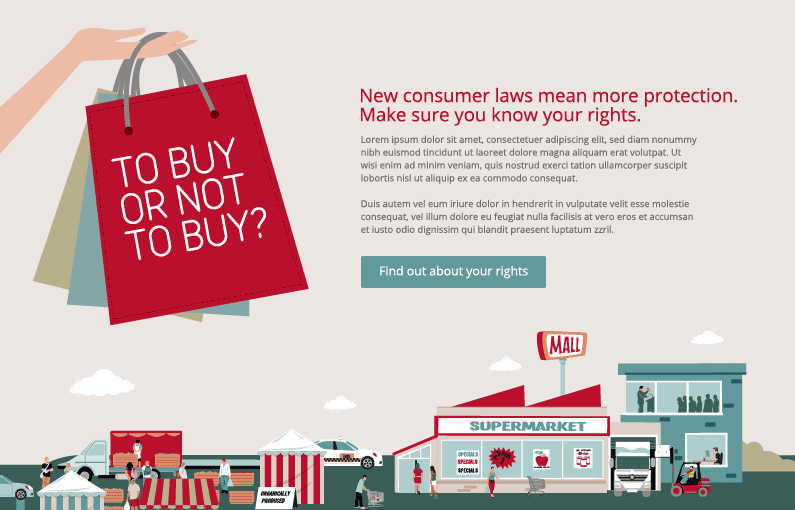 TO BUY
OR NOT
TO BUY?
New consumer laws mean more protection.
Make sure you know your rights.
Lorem ipsum dolor sit amet, consectetuer adipiscing elit, sed diam nonummy
nibh euismod tincidunt ut laoreet dolore magna aliquam erat volutpat. Ut
wisi enim ad minim veniam, quis nostrud exerci tation ullamcorper suscipit
lobortis nisl ut aliquip ex ea commodo consequat.
Duis autem vel eum iriure dolor in hendrerit in vulputate velit esse molestie
consequat, vel illum dolore eu feugiat nulla facilisis at vero eros et accumsan
et iusto odio dignissim qui blandit praesent luptatum zzril.
Find out about your rights
MALL
SUPERMARKET
SPECIALS
SPECIALS
SPECIALS
ORGANICALLY
PRODUCED